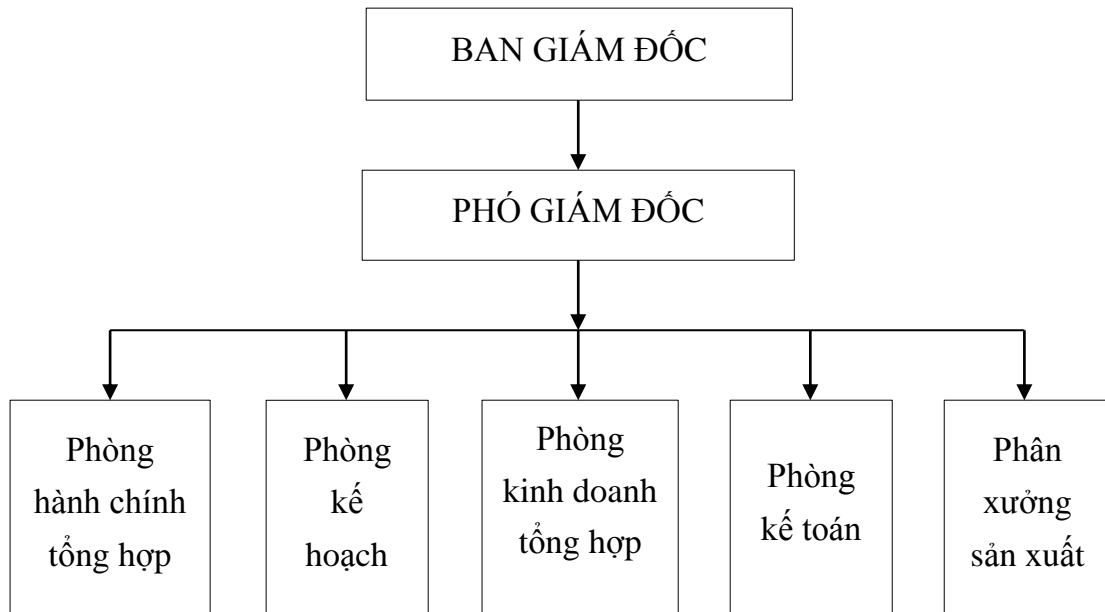 BAN GIÁM ĐỐC
PHÓ GIÁM ĐỐC
Phòng
hành chính
tổng hợp
Phòng
kế
hoạch
Phòng
kinh doanh
tổng hợp
Phòng
kế toán
Phân
xưởng
sản xuất